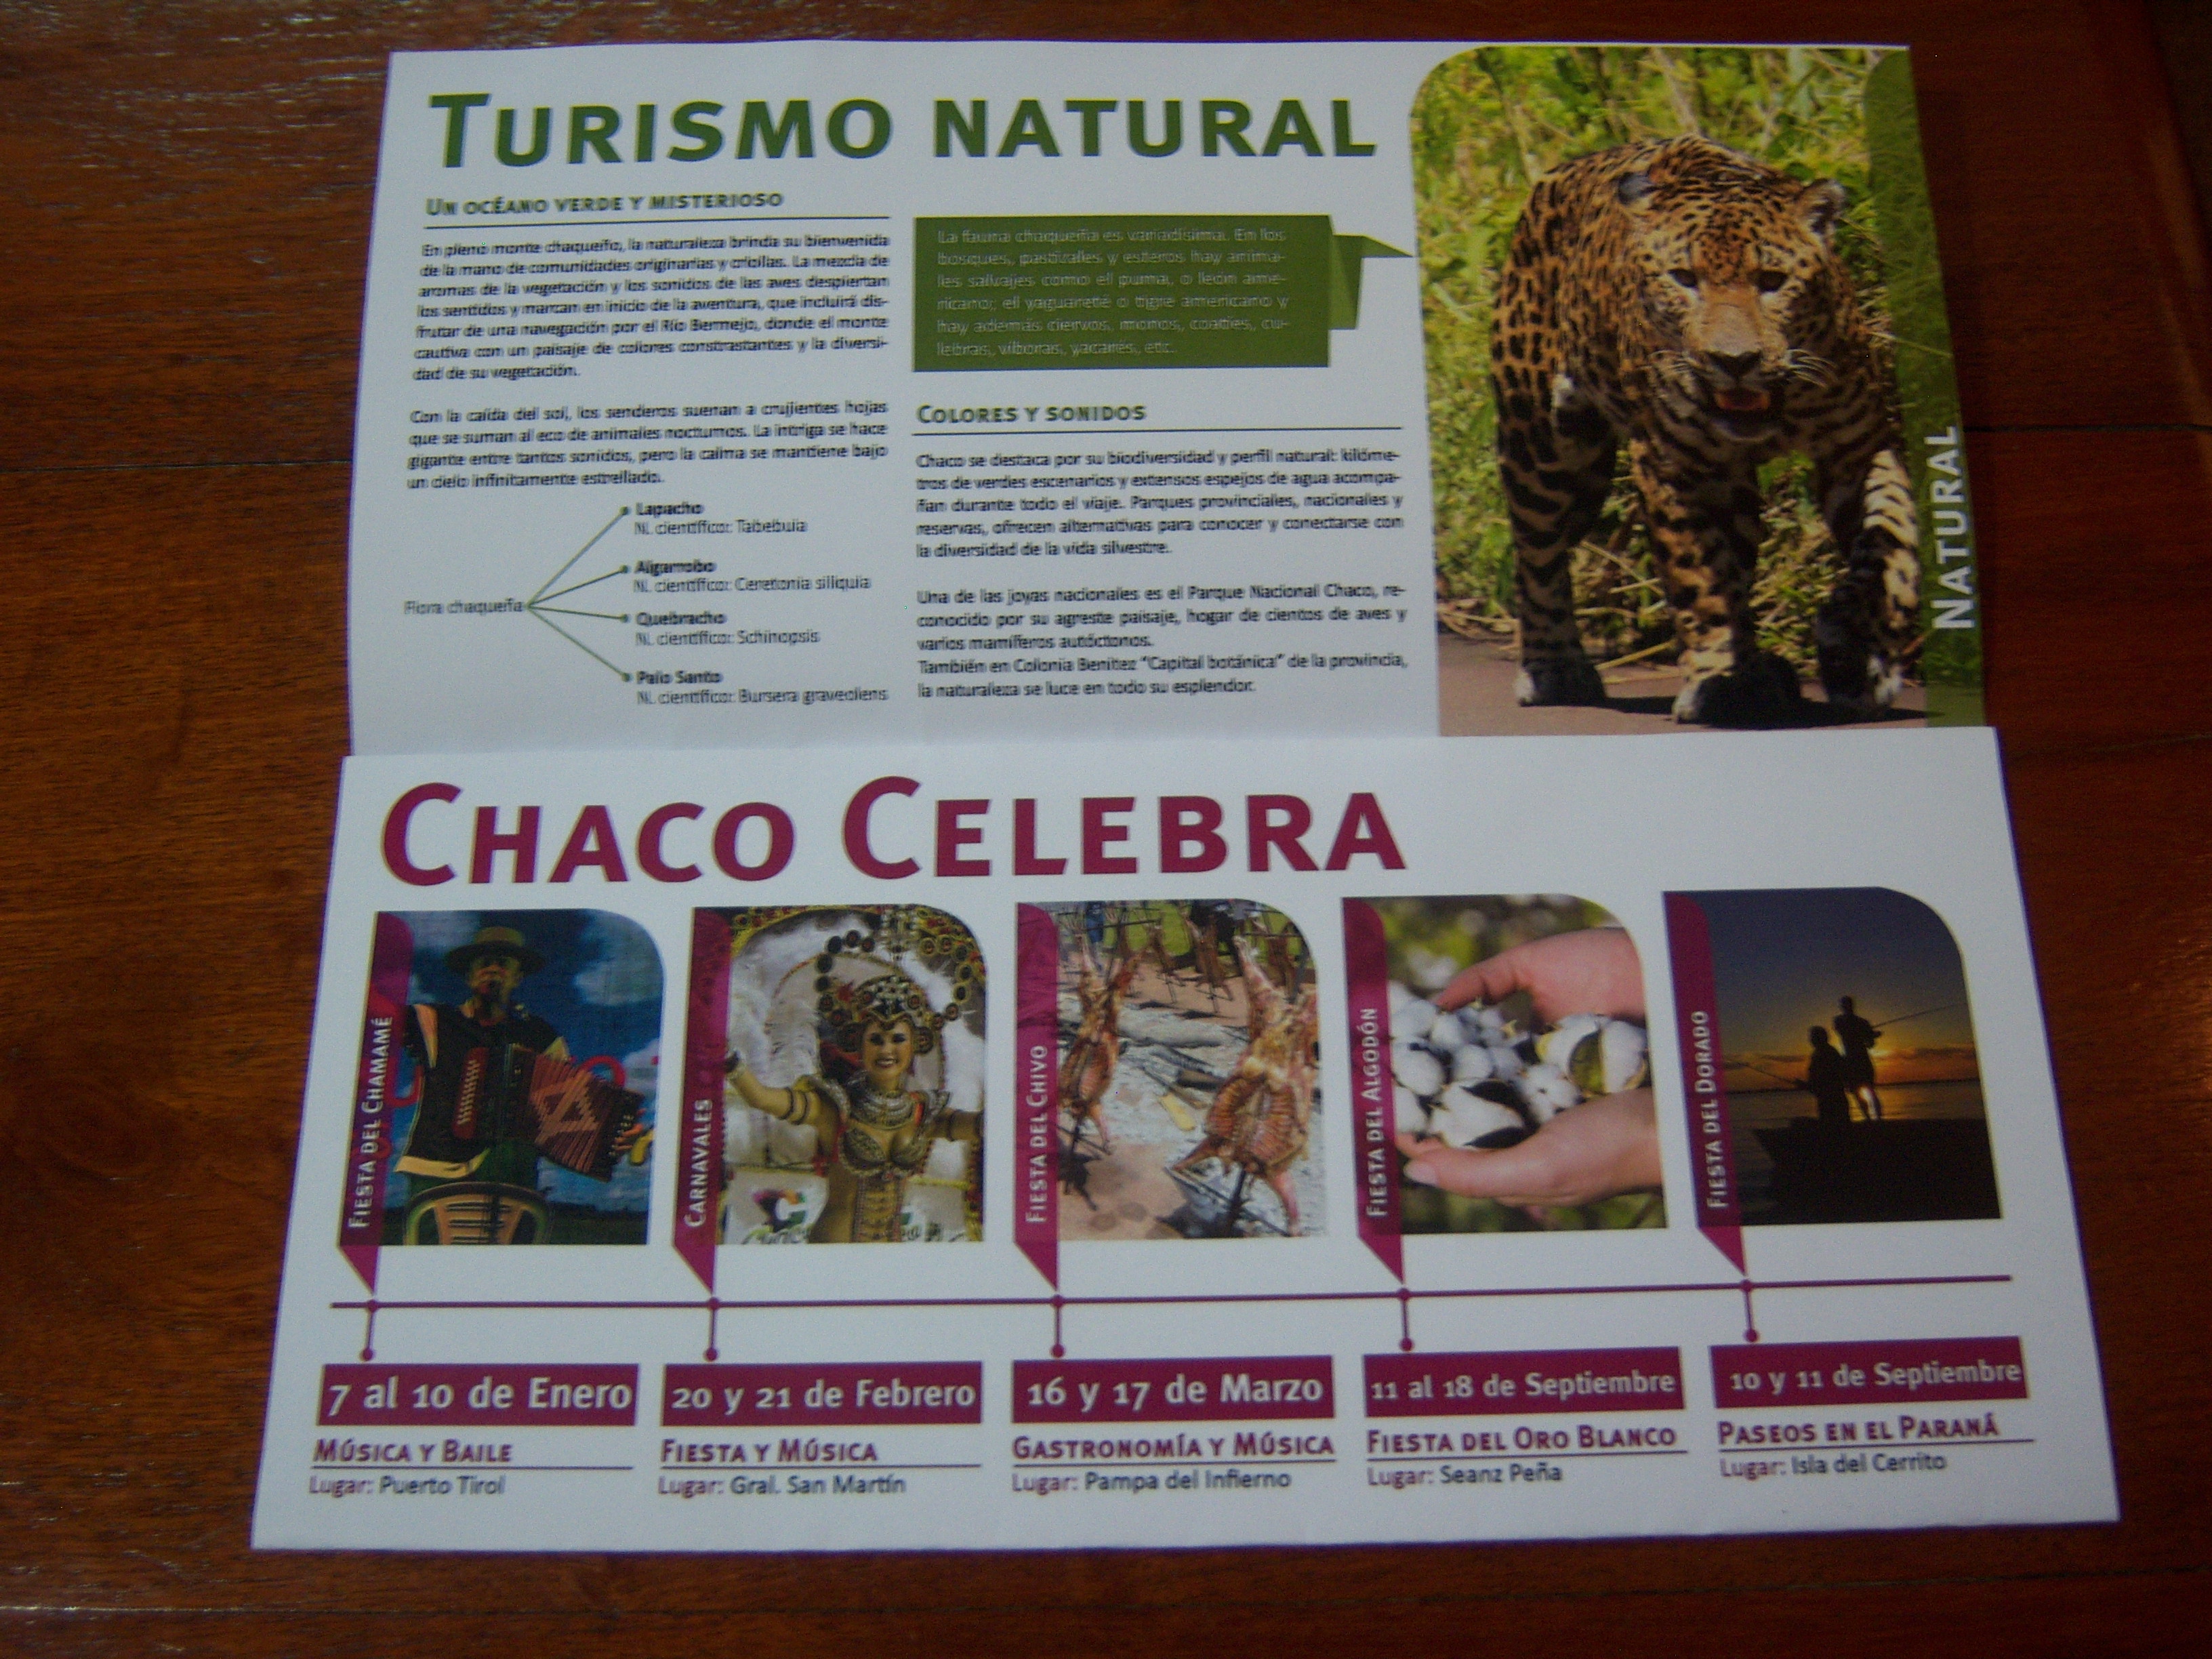 TURISMO NATURAL
UN OCÉANO VERDE Y MISTERIOSO
En pleno monte chaqueño, la naturaleza brinda su bienvenida
de la mano de comunidades originarias y criollas. La mezcla de
aromas de la vegetación y los sonidos de las aves despiertan
los sentidos y marcan en inicio de la aventura, que incluirá dis-
frutar de una navegación por el Río Bermejo, donde el monte
cautiva con un paisaje de colores constrastantes y la diversi-
dad de su vegetación.
Con la caída del sol, los senderos suenan a crujientes hojas
que se suman al eco de animales nocturnos. La intriga se hace
gigante entre tantos sonidos, pero la calma se mantiene bajo
un cielo infinitamente estrellado.
Flora chaqueña
Lapacho
N. científico: Tabebuia
Algarrobo
N. científico: Ceretonia siliquia
Quebracho
N. científico: Schinopsis
Palo Santo
N. científico: Bursera graveolens
La fauna chaqueña es variadísima. En los
bosques, pastizales y esteros hay anima-
les salvajes como el puma, o león ame-
ricano; el yaguareté o tigre americano y
hay además ciervos, monos, coatíes, cu-
lebras, víboras, yacarés, etc.
COLORES Y SONIDOS
Chaco se destaca por su biodiversidad y perfil natural: kilóme-
tros de verdes escenarios y extensos espejos de agua acompa-
ñan durante todo el viaje. Parques provinciales, nacionales y
reservas, ofrecen alternativas para conocer y conectarse con
la diversidad de la vida silvestre.
Una de las joyas nacionales es el Parque Nacional Chaco, re-
conocido por su agreste paisaje, hogar de cientos de aves y
varios mamíferos autóctonos.
También en Colonia Benitez "Capital botánica" de la provincia,
la naturaleza se luce en todo su esplendor.
NATURAL
CHACO CELEBRA
FIESTA DEL CHAMAMÉ
CARNAVALES
FIESTA DEL CHIVO
FIESTA DEL ALGODÓN
FIESTA DEL DORADO
7 al 10 de Enero
MÚSICA Y BAILE
Lugar: Puerto Tirol
20 y 21 de Febrero
FIESTA Y MÚSICA
Lugar: Gral. San Martín
16 y 17 de Marzo
GASTRONOMÍA Y MÚSICA
Lugar: Pampa del Infierno
11 al 18 de Septiembre
FIESTA DEL ORO BLANCO
Lugar: Seanz Peña
10 y 11 de Septiembre
PASEOS EN EL PARANÁ
Lugar: Isla del Cerrito